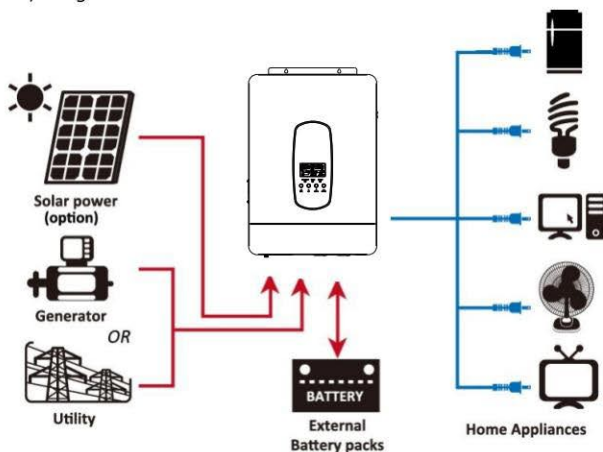 Solar power
(option)
Generator
OR
Utility
BATTERY
External
Battery packs
Home Appliances